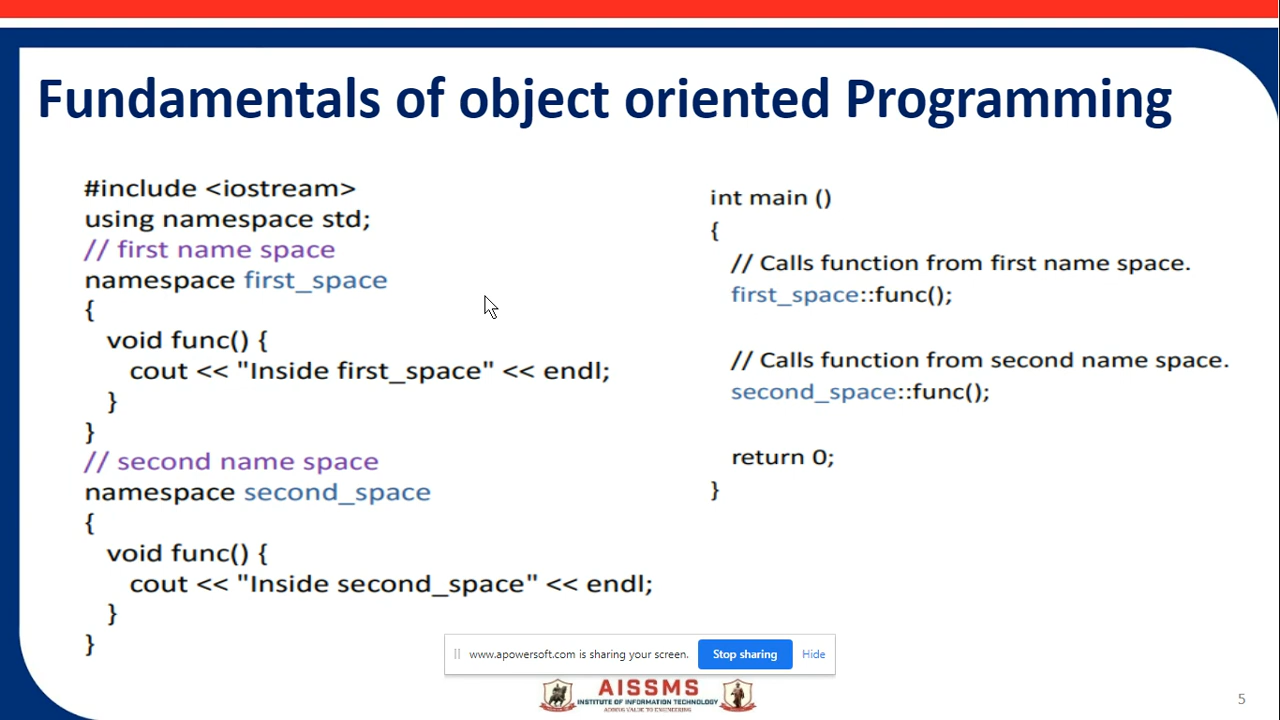 Fundamentals of object oriented Programming
#include <iostream>
using namespace std;
// first name space
namespace first_space
{
void func() {
cout << "Inside first_space" << endl;
}
}
// second name space
namespace second_space
{
void func() {
cout << "Inside second_space" << endl;
}
}
int main ()
{
// Calls function from first name space.
first_space::func();
// Calls function from second name space.
second_space::func();
return 0;
}
www.apowersoft.com is sharing your screen.
Stop sharing
Hide
AISSMS
INSTITUTE OF INFORMATION TECHNOLOGY
ADDING VALUE TO ENGINEERING
5